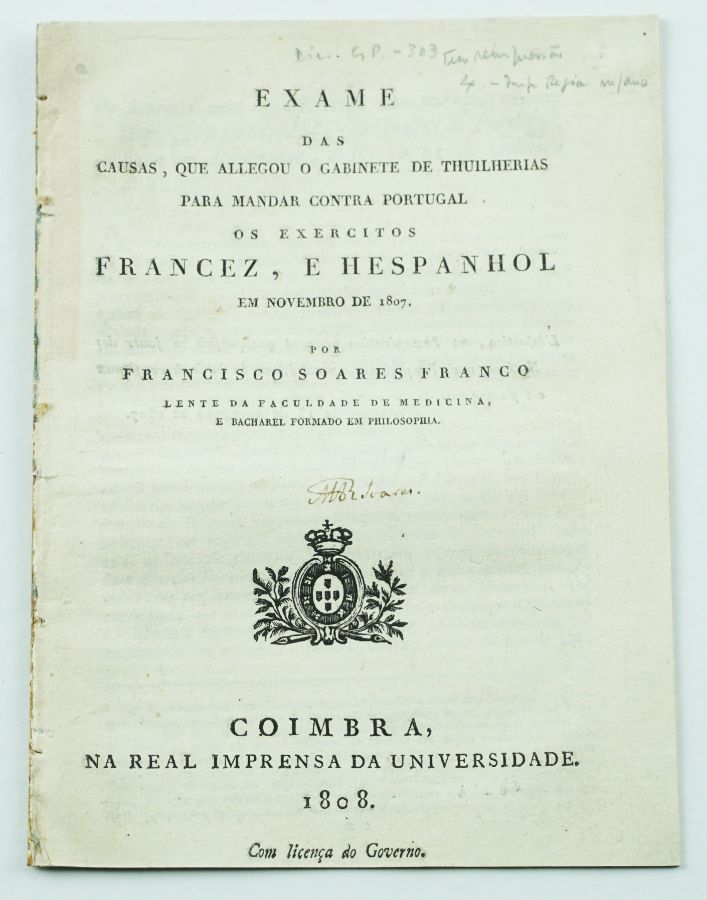 EXAME
DAS
CAUSAS, QUE ALLEGOU O GABINETE DE THUILHERIAS
PARA MANDAR CONTRA PORTUGAL
OS EXERCITOS
FRANCEZ, E HESPANHOL
EM NOVEMBRO DE 1807.
POR
FRANCISCO SOARES FRANCO
LENTE DA FACULDADE DE MEDICINA,
E BACHAREL FORMADO EM PHILOSOPHIA.
Soares.
COIMBRA,
NA REAL IMPRENSA DA UNIVERSIDADE.
1808.
Com licença do Governo.